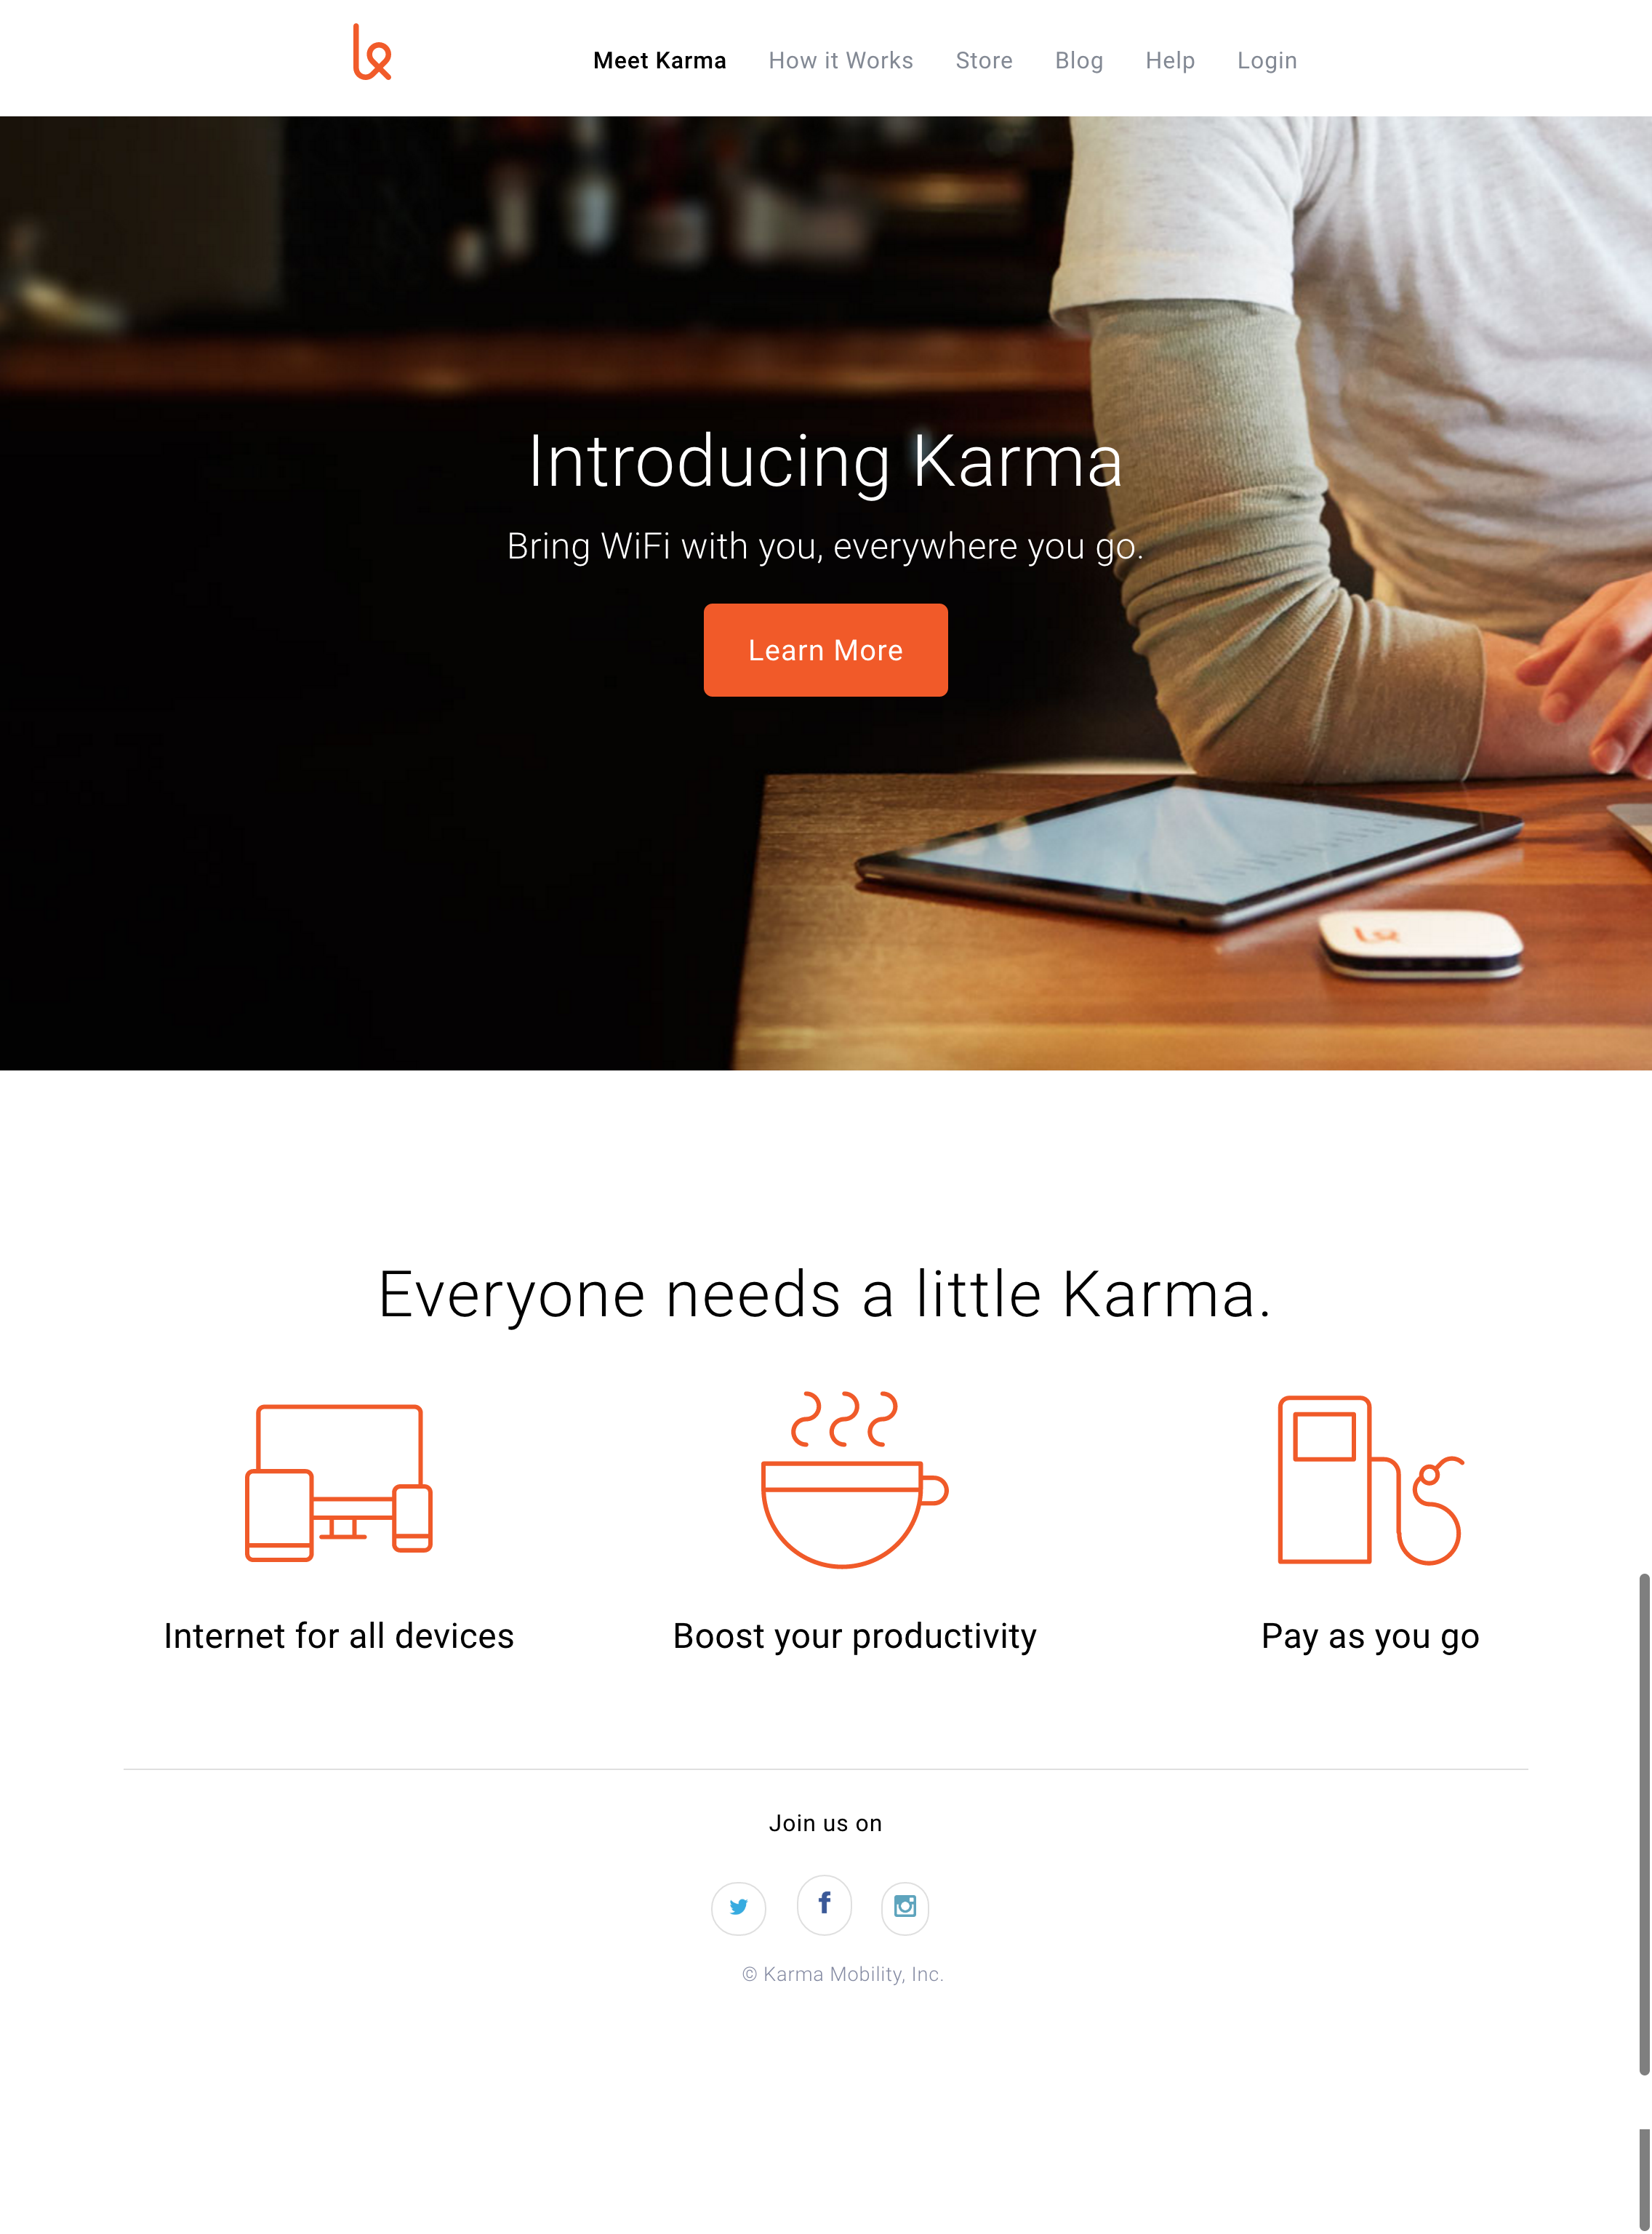 Meet Karma How it Works Store Blog Help Login
Introducing Karma
Bring WiFi with you, everywhere you go.
Learn More
Everyone needs a little Karma.
Internet for all devices Boost your productivity Pay as you go
Join us on
© Karma Mobility, Inc.